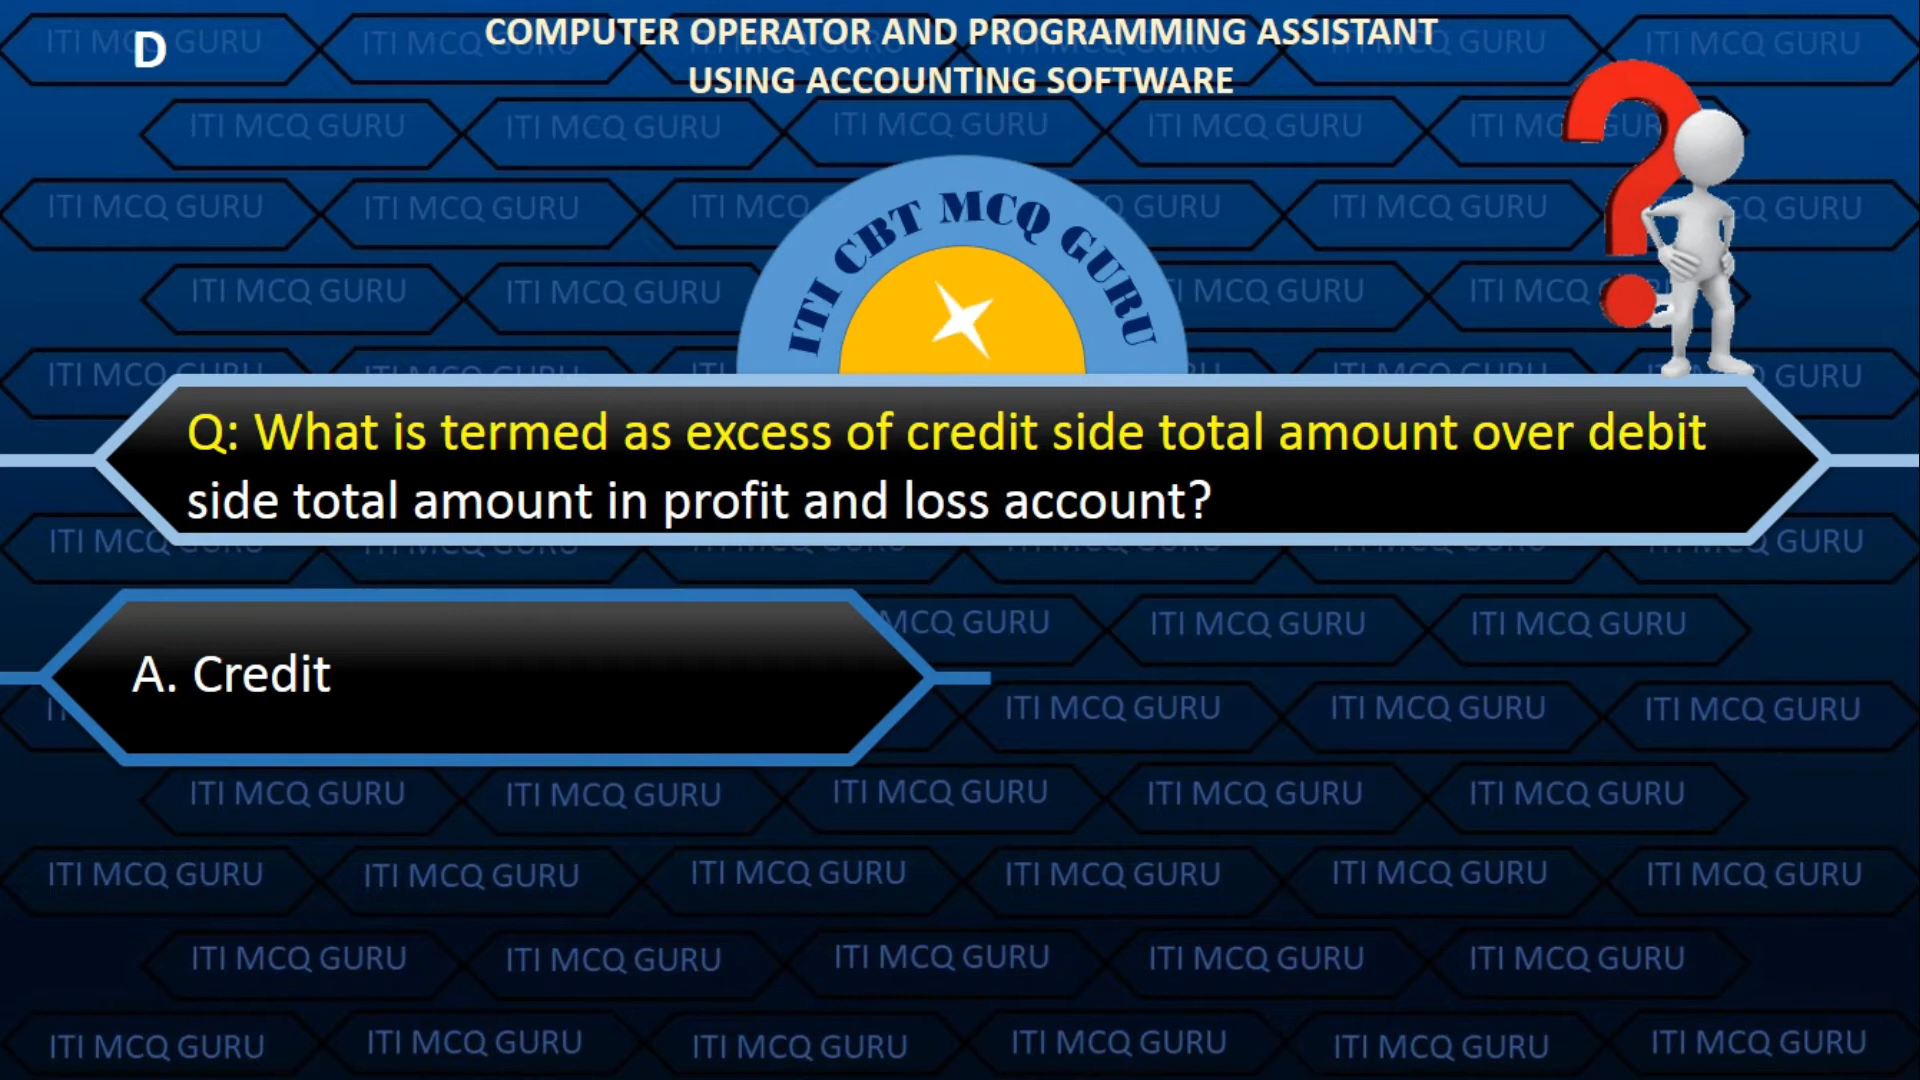 D
COMPUTER OPERATOR AND PROGRAMMING ASSISTANT
USING ACCOUNTING SOFTWARE
ITI CBT MCQ GURU
Q: What is termed as excess of credit side total amount over debit
side total amount in profit and loss account?
A. Credit
ITI MCQ GURU